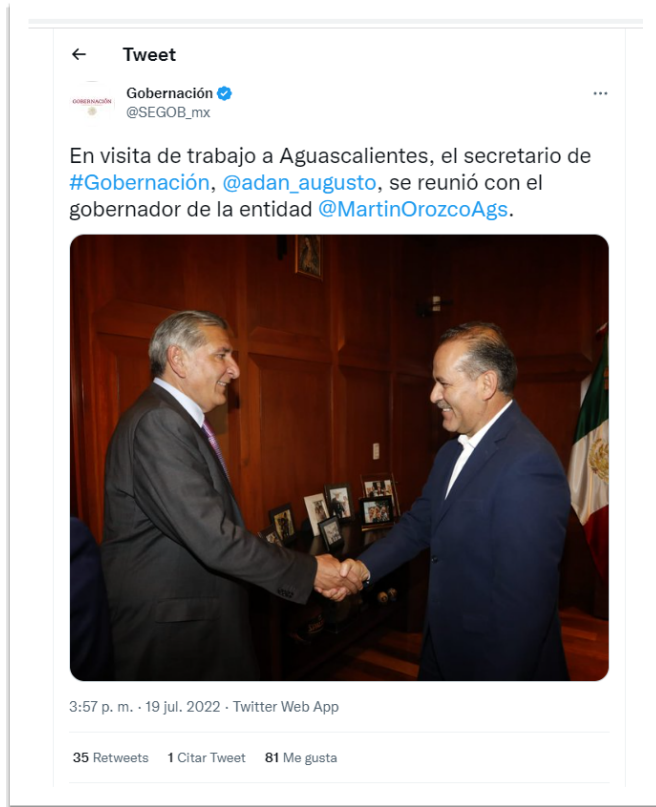 Tweet
Gobernación
GOBERNACIÓN
@SEGOB_mx
En visita de trabajo a Aguascalientes, el secretario de
#Gobernación, @adan_augusto, se reunió con el
gobernador de la entidad @MartinOrozcoAgs.
3:57 p. m. · 19 jul. 2022 · Twitter Web App
35 Retweets 1 Citar Tweet 81 Me gusta